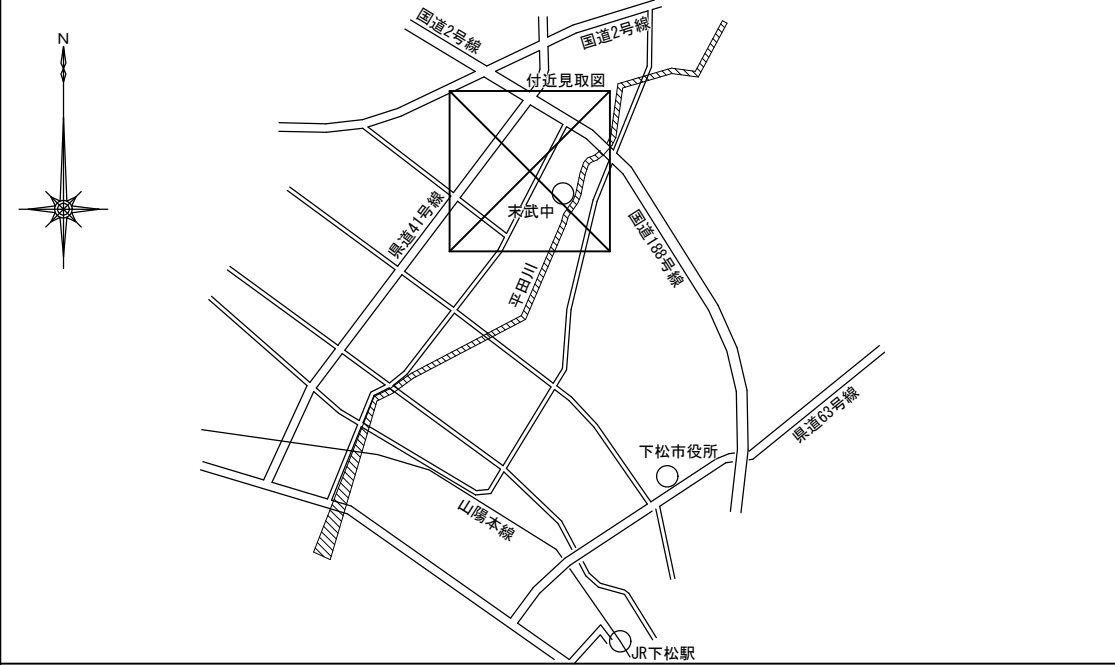 国道2号線
国道2号線
N
付近見取図
末武中
県道41号線
国道188号線
平田川
県道63号線
下松市役所
山陽本線
JR下松駅